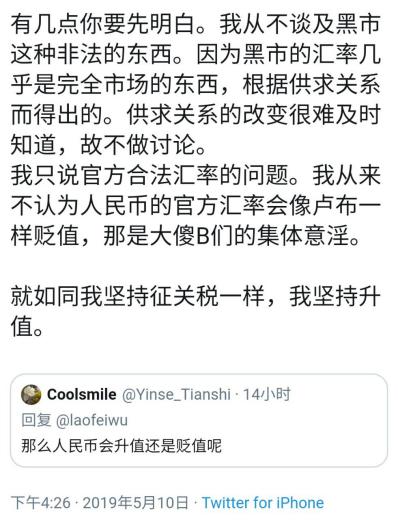 有几点你要先明白。我从不谈及黑市
这种非法的东西。因为黑市的汇率几
乎是完全市场的东西，根据供求关系
而得出的。供求关系的改变很难及时
知道，故不做讨论。
我只说官方合法汇率的问题。我从来
不认为人民币的官方汇率会像卢布一
样贬值，那是大傻B们的集体意淫。
就如同我坚持征关税一样，我坚持升
值。
Coolsmile @Yinse_Tianshi · 14小时
回复 @laofeiwu
那么人民币会升值还是贬值呢
下午4:26 · 2019年5月10日 · Twitter for iPhone